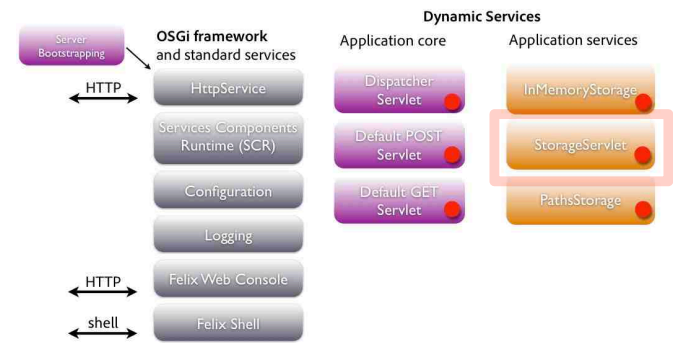 Dynamic Services
Server
Bootstrapping
OSGi framework
and standard services
Application core
Application services
HTTP
HttpService
Dispatcher
Servlet
InMemoryStorage
Services Components
Runtime (SCR)
Default POST
Servlet
StorageServlet
Configuration
Default GET
Servlet
PathsStorage
Logging
HTTP
Felix Web Console
shell
Felix Shell